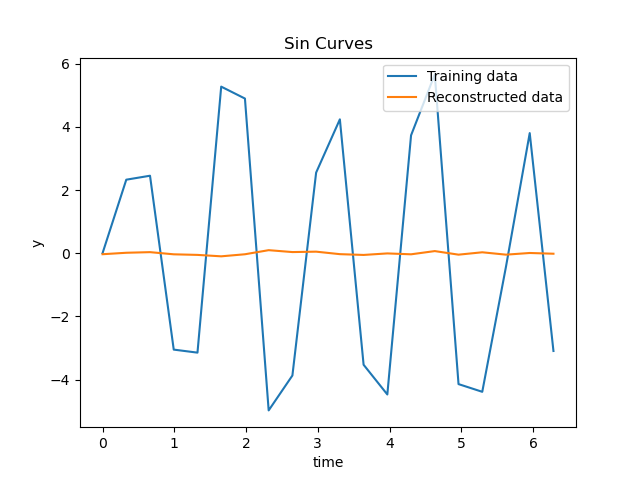 Sin Curves
Training data
Reconstructed data
6
4
2
0
−2
−4
y
0 1 2 3 4 5 6
time